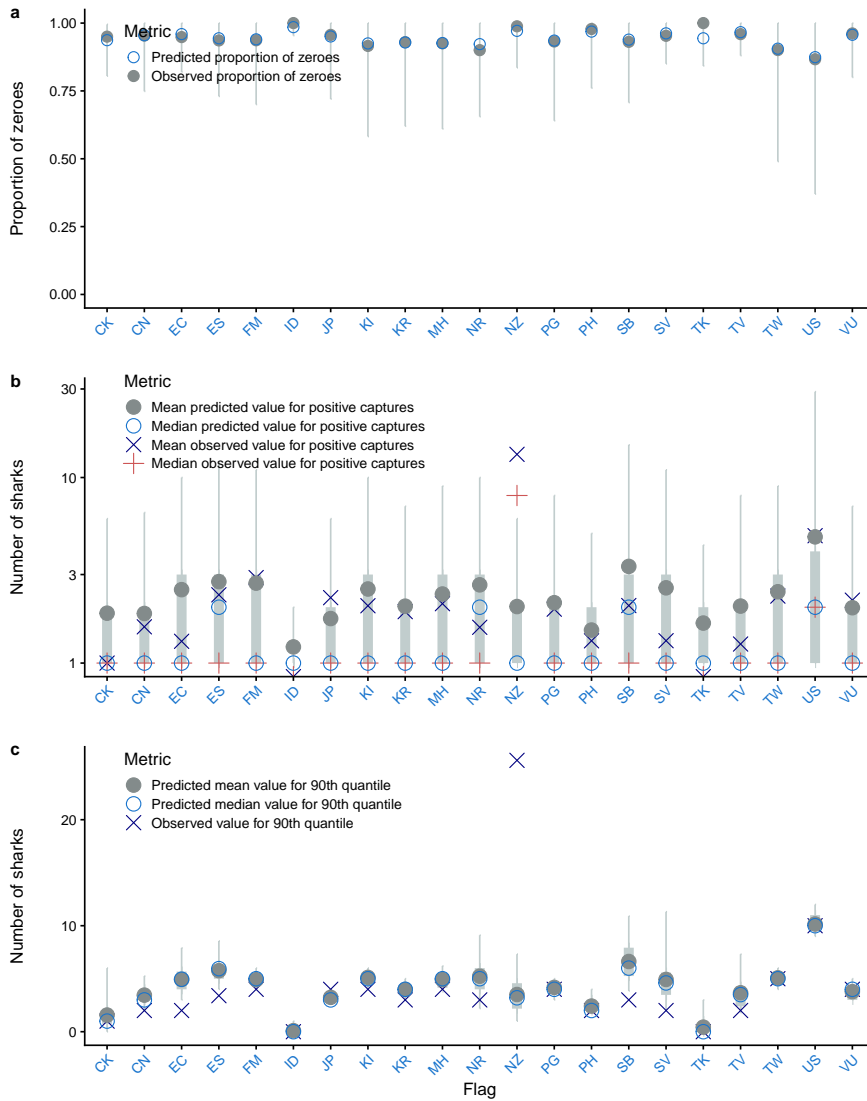 a
Metric
Predicted proportion of zeroes
Observed proportion of zeroes
Proportion of zeroes
1.00
0.75
0.50
0.25
0.00
CK CN EC ES FM ID JP KI KR MH NR NZ PG PH SB SV TK TV TW US VU
b
Metric
Mean predicted value for positive captures
Median predicted value for positive captures
Mean observed value for positive captures
Median observed value for positive captures
Number of sharks
30
10
3
1
CK CN EC ES FM ID JP KI KR MH NR NZ PG PH SB SV TK TV TW US VU
c
Metric
Predicted mean value for 90th quantile
Predicted median value for 90th quantile
Observed value for 90th quantile
Number of sharks
20
10
0
CK CN EC ES FM ID JP KI KR MH NR NZ PG PH SB SV TK TV TW US VU
Flag